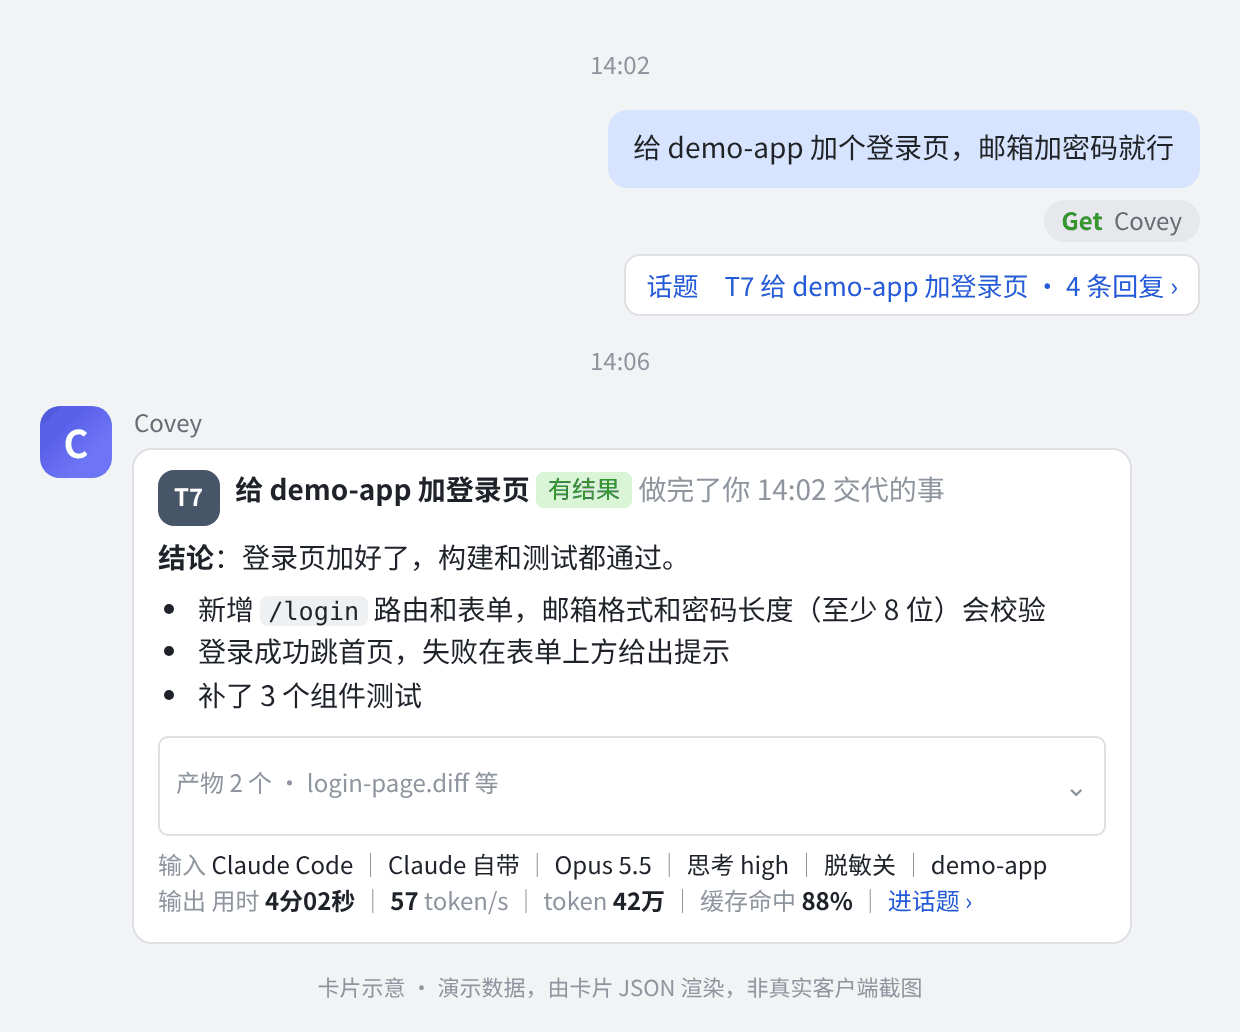 14:02
给 demo-app 加个登录页，邮箱加密码就行
Get Covey
话题 T7 给 demo-app 加登录页 · 4 条回复 ›
14:06
C
Covey
T7 给 demo-app 加登录页 有结果 做完了你 14:02 交代的事
结论：登录页加好了，构建和测试都通过。
• 新增 /login 路由和表单，邮箱格式和密码长度（至少 8 位）会校验
• 登录成功跳首页，失败在表单上方给出提示
• 补了 3 个组件测试
产物 2 个 · login-page.diff 等
输入 Claude Code | Claude 自带 | Opus 5.5 | 思考 high | 脱敏关 | demo-app
输出 用时 4分02秒 | 57 token/s | token 42万 | 缓存命中 88% | 进话题 ›
卡片示意 · 演示数据，由卡片 JSON 渲染，非真实客户端截图